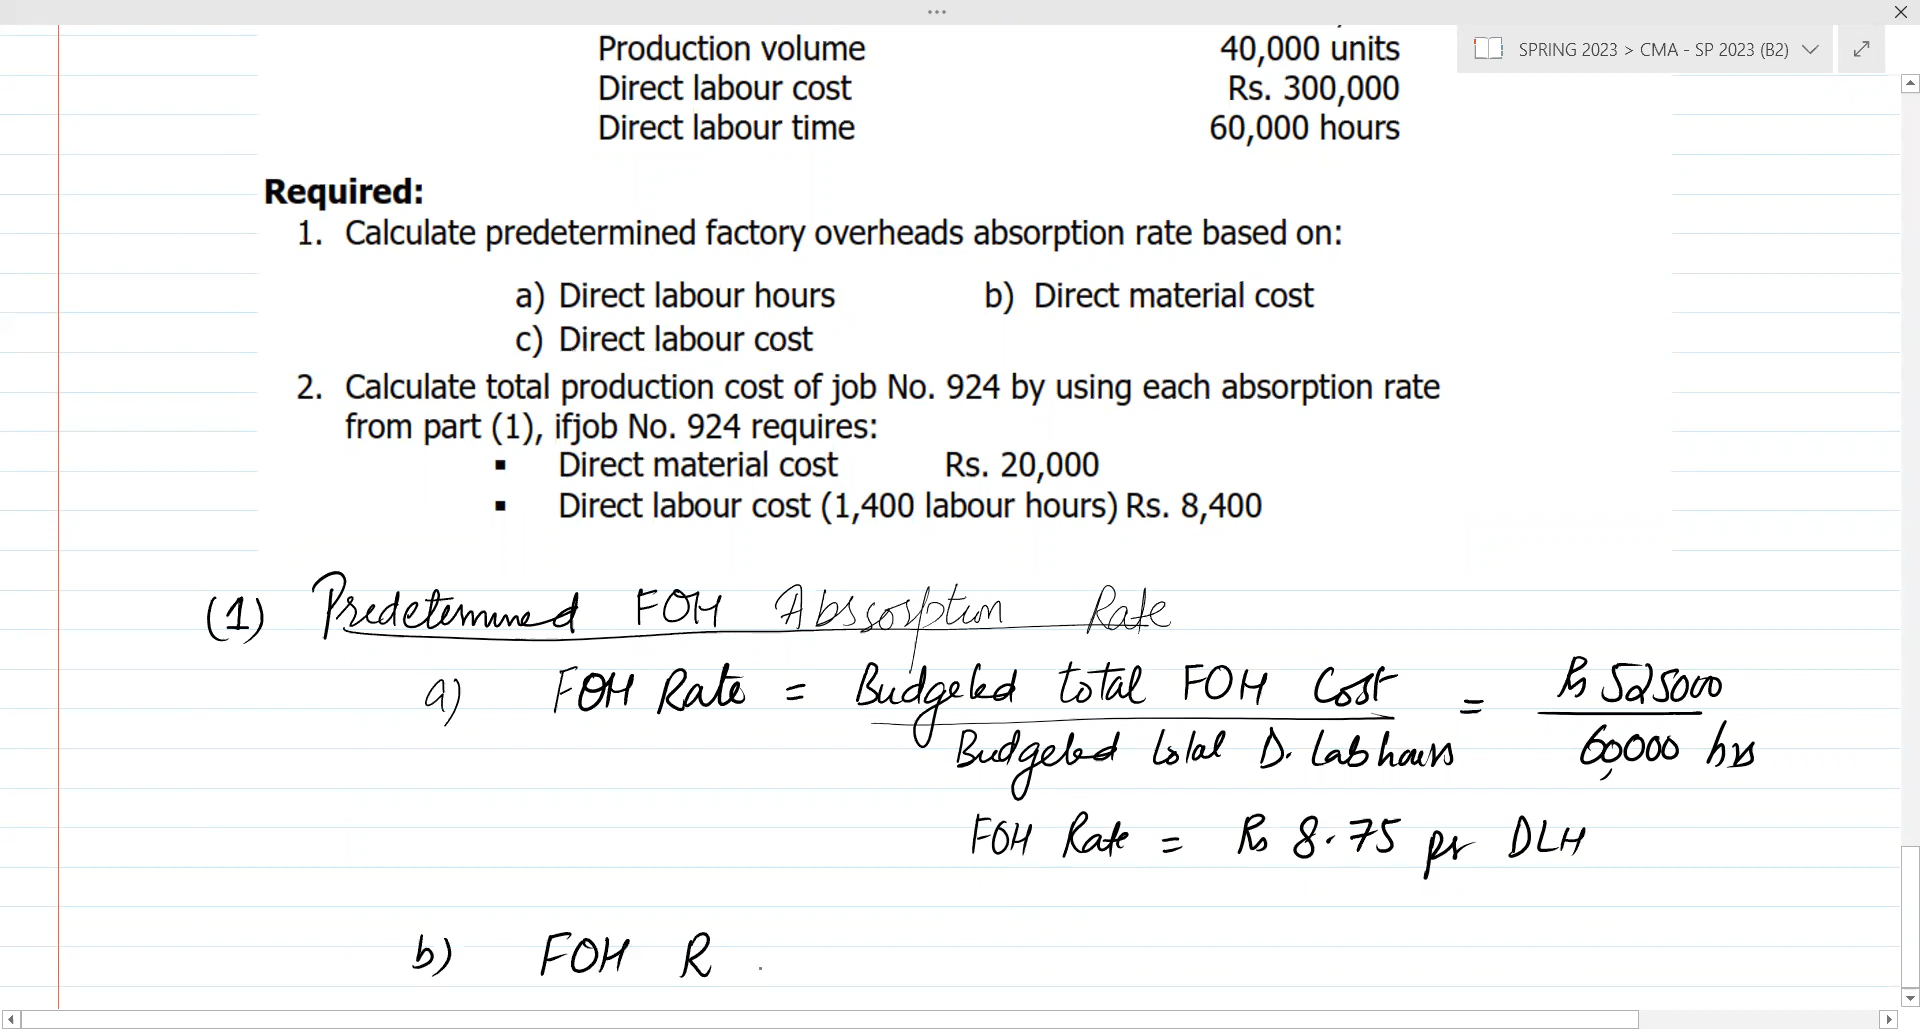 SPRING 2023 > CMA - SP 2023 (B2)
Production volume 40,000 units
Direct labour cost Rs. 300,000
Direct labour time 60,000 hours
Required:
1. Calculate predetermined factory overheads absorption rate based on:
a) Direct labour hours b) Direct material cost
c) Direct labour cost
2. Calculate total production cost of job No. 924 by using each absorption rate
from part (1), ifjob No. 924 requires:
▪ Direct material cost Rs. 20,000
▪ Direct labour cost (1,400 labour hours) Rs. 8,400
(1) Predetermined FOH Absorption Rate
a) FOH Rate = Budgeted total FOH Cost = Rs 525000
Budgeted total D. Lab hours 60,000 hrs
FOH Rate = Rs 8.75 per DLH
b) FOH R